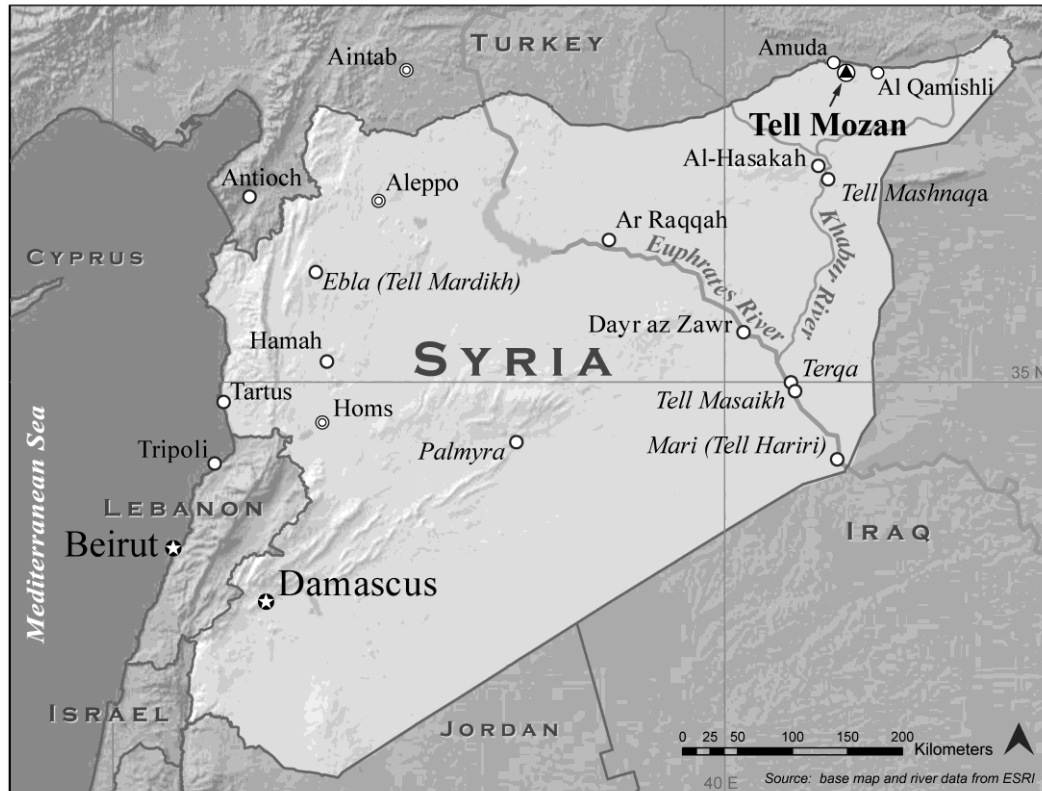 TURKEY
Aintab
Amuda
Al Qamishli
Tell Mozan
Al-Hasakah
Tell Mashnaqa
Antioch
Aleppo
Ar Raqqah
Khabur River
Euphrates River
CYPRUS
Ebla (Tell Mardikh)
Dayr az Zawr
Hamah
SYRIA
Terqa
35 N
Tartus
Tell Masaikh
Homs
Palmyra
Mari (Tell Hariri)
Tripoli
Mediterranean Sea
LEBANON
IRAQ
Beirut
Damascus
ISRAEL
JORDAN
0 25 50 100 150 200
Kilometers
40 E
Source: base map and river data from ESRI